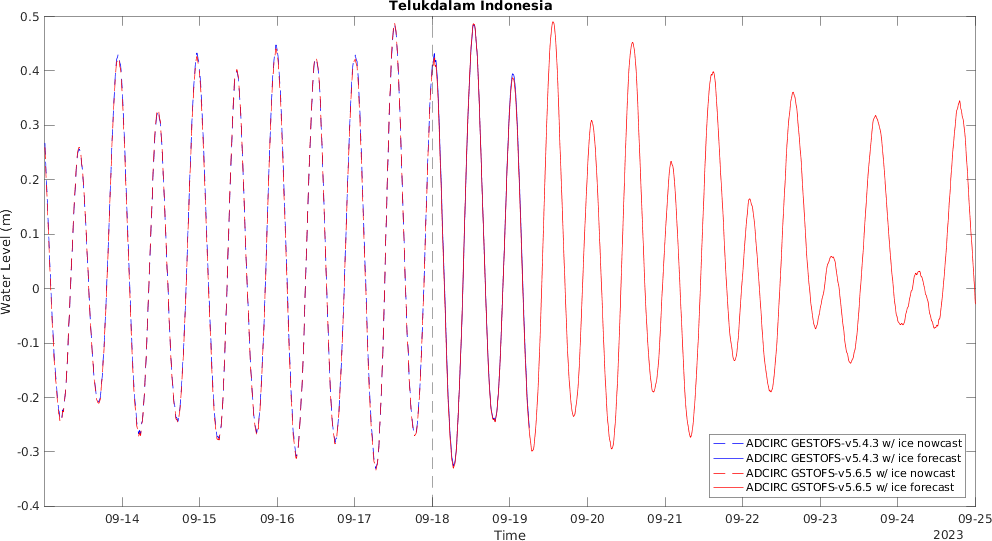 Telukdalam Indonesia
0.5
0.4
0.3
0.2
0.1
0
-0.1
-0.2
-0.3
-0.4
Water Level (m)
ADCIRC GESTOFS-v5.4.3 w/ ice nowcast
ADCIRC GESTOFS-v5.4.3 w/ ice forecast
ADCIRC GSTOFS-v5.6.5 w/ ice nowcast
ADCIRC GSTOFS-v5.6.5 w/ ice forecast
09-14 09-15 09-16 09-17 09-18 09-19 09-20 09-21 09-22 09-23 09-24 09-25
Time
2023